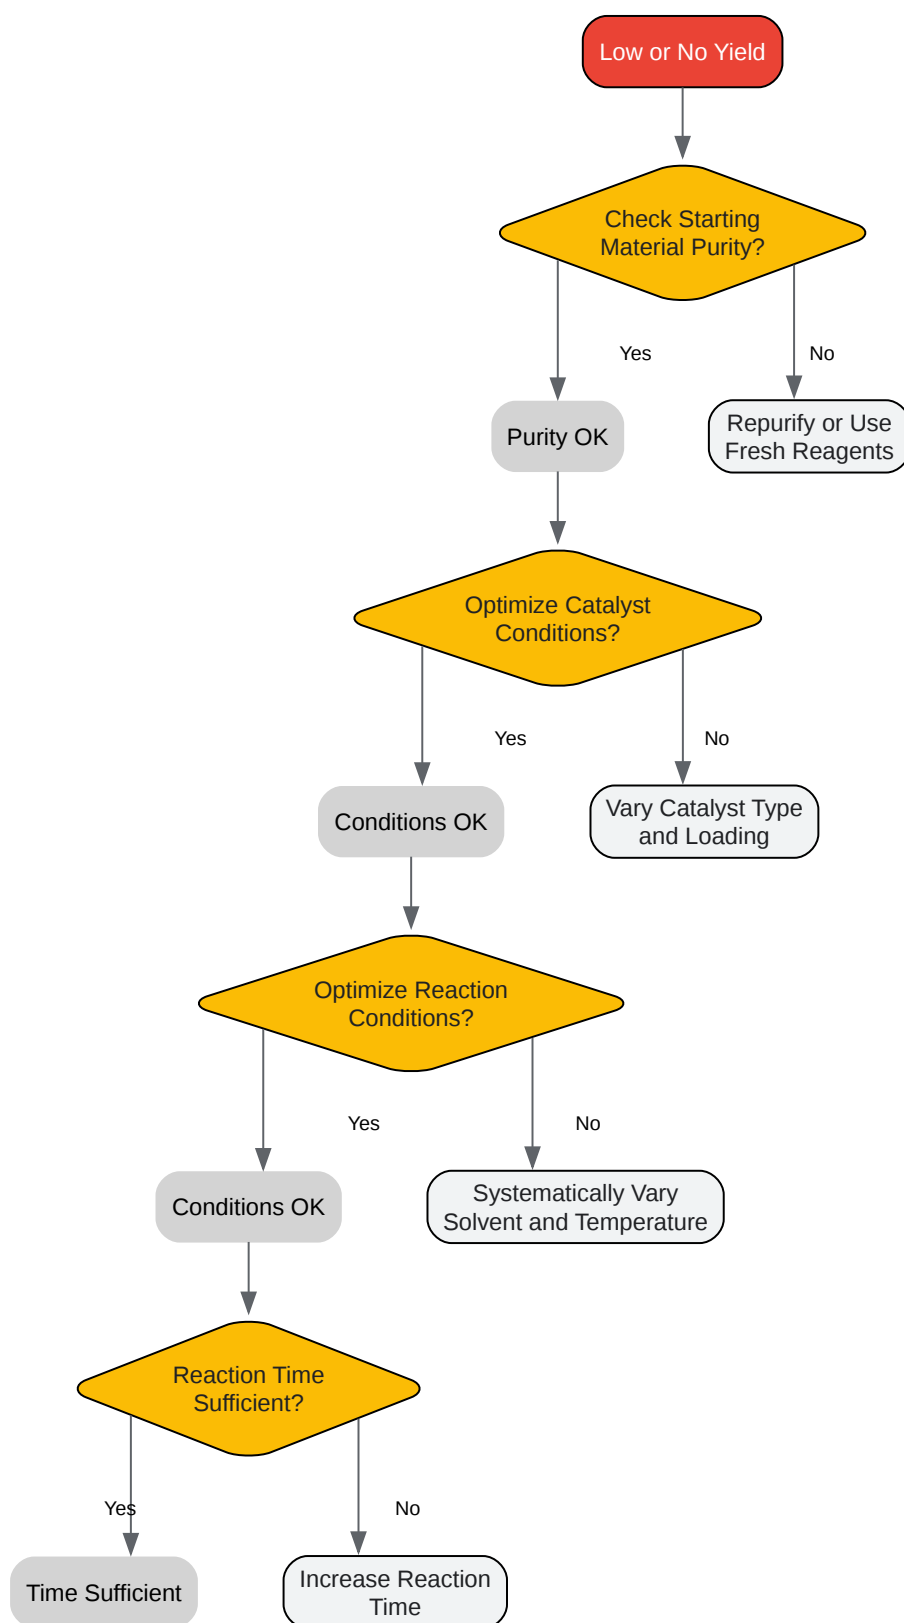 Low or No Yield
Check Starting
Material Purity?
Yes
No
Purity OK
Repurify or Use
Fresh Reagents
Optimize Catalyst
Conditions?
Yes
No
Conditions OK
Vary Catalyst Type
and Loading
Optimize Reaction
Conditions?
Yes
No
Conditions OK
Systematically Vary
Solvent and Temperature
Reaction Time
Sufficient?
Yes
No
Time Sufficient
Increase Reaction
Time